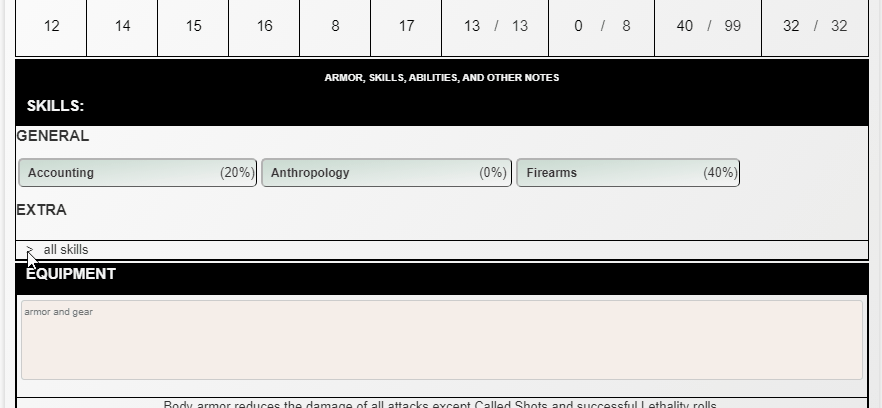 12 14 15 16 8 17 13 / 13 0 / 8 40 / 99 32 / 32
ARMOR, SKILLS, ABILITIES, AND OTHER NOTES
SKILLS:
GENERAL
Accounting (20%) Anthropology (0%) Firearms (40%)
EXTRA
> all skills
EQUIPMENT
armor and gear
Body armor reduces the damage of all attacks except Called Shots and successful Lethality rolls.